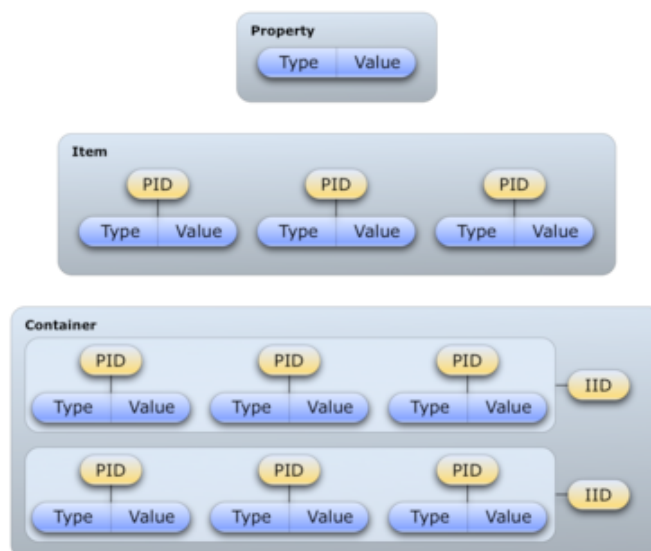 Property
Type Value
Item
PID PID PID
Type Value Type Value Type Value
Container
PID PID PID
IID
Type Value Type Value Type Value
PID PID PID
IID
Type Value Type Value Type Value